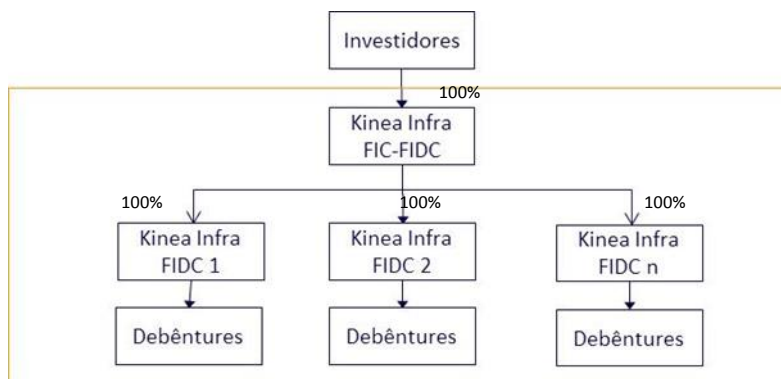 Investidores
100%
Kinea Infra
FIC-FIDC
100%
100%
100%
Kinea Infra
FIDC 1
Kinea Infra
FIDC 2
Kinea Infra
FIDC n
Debêntures
Debêntures
Debêntures